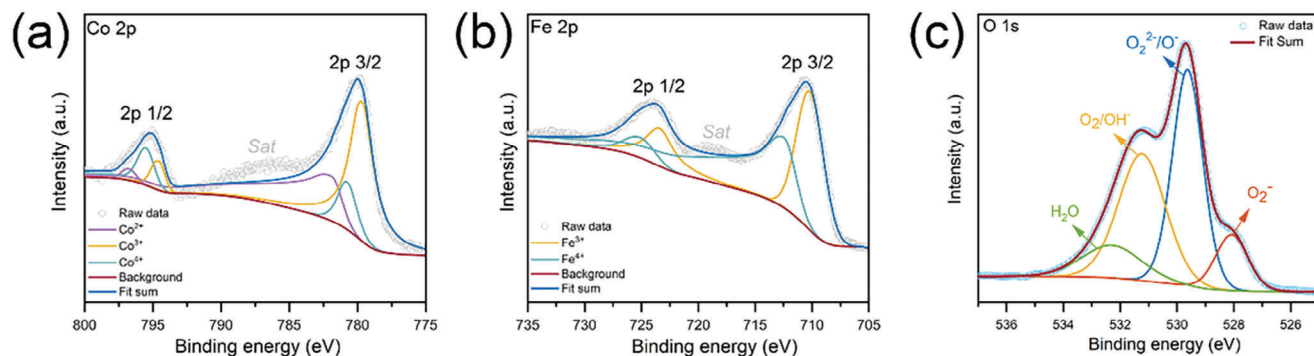 (a)
Co 2p
2p 3/2
2p 1/2
Sat
Intensity (a.u.)
Raw data
Co²⁺
Co³⁺
Co⁴⁺
Background
Fit sum
800 795 790 785 780 775
Binding energy (eV)
(b)
Fe 2p
2p 3/2
2p 1/2
Sat
Intensity (a.u.)
Raw data
Fe³⁺
Fe⁴⁺
Background
Fit sum
735 730 725 720 715 710 705
Binding energy (eV)
(c)
O 1s
Raw data
Fit Sum
O₂²⁻/O⁻
O₂/OH⁻
H₂O
O₂⁻
Intensity (a.u.)
536 534 532 530 528 526
Binding energy (eV)